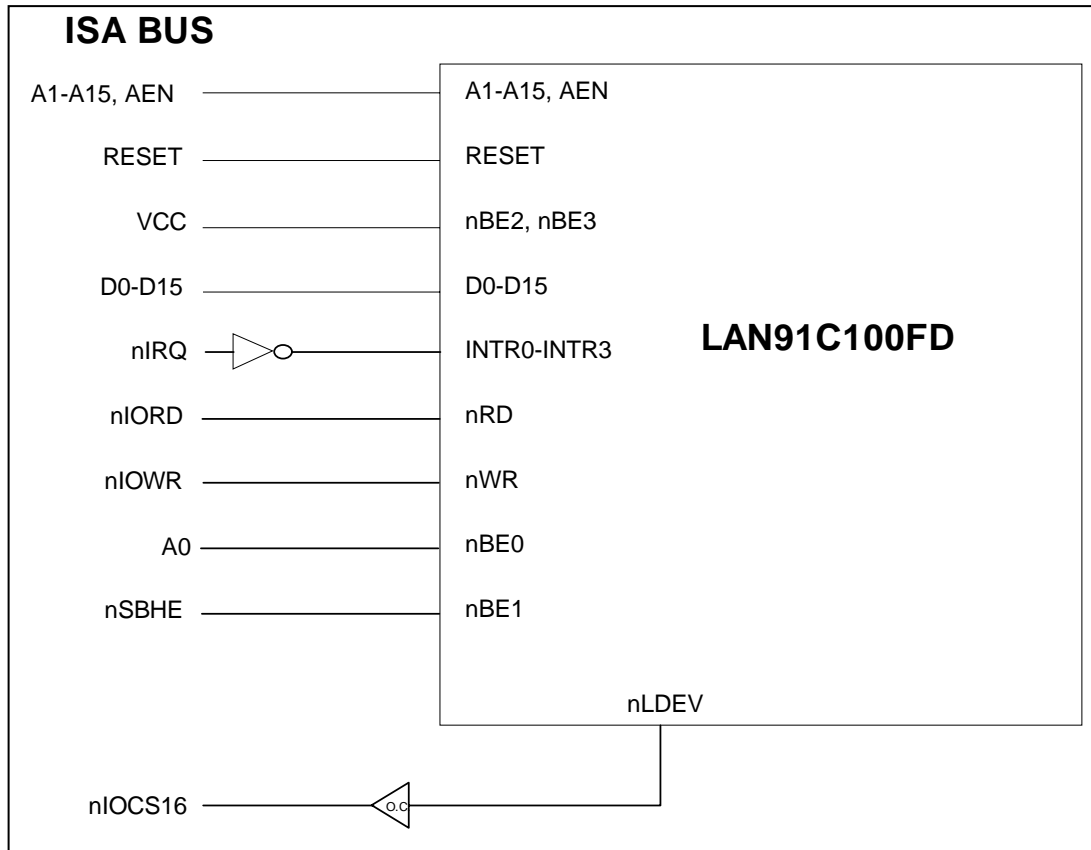 ISA BUS
A1-A15, AEN A1-A15, AEN
RESET RESET
VCC nBE2, nBE3
D0-D15 D0-D15
nIRQ INTR0-INTR3 LAN91C100FD
nIORD nRD
nIOWR nWR
A0 nBE0
nSBHE nBE1
nLDEV
nIOCS16 O.C